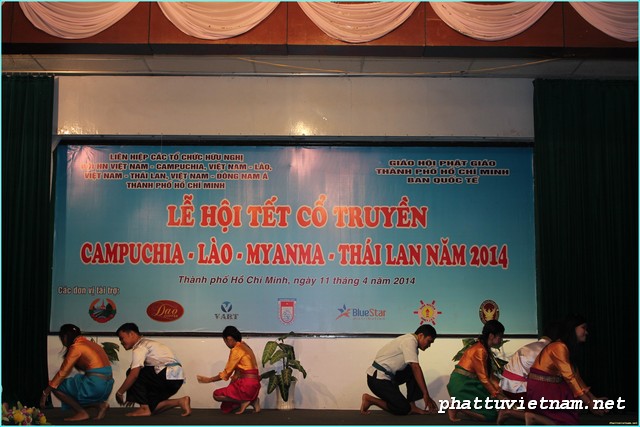 LIÊN HIỆP CÁC TỔ CHỨC HỮU NGHỊ
VIỆT NAM - CAMPUCHIA, VIỆT NAM - LÀO,
VIỆT NAM - THÁI LAN, VIỆT NAM - ĐÔNG NAM Á
THÀNH PHỐ HỒ CHÍ MINH
GIÁO HỘI PHẬT GIÁO
THÀNH PHỐ HỒ CHÍ MINH
BAN QUỐC TẾ
LỄ HỘI TẾT CỔ TRUYỀN
CAMPUCHIA - LÀO - MYANMA - THÁI LAN NĂM 2014
Thành phố Hồ Chí Minh, ngày 11 tháng 4 năm 2014
Các đơn vị tài trợ:
Dao
VART
BlueStar
phattuvietnam.net